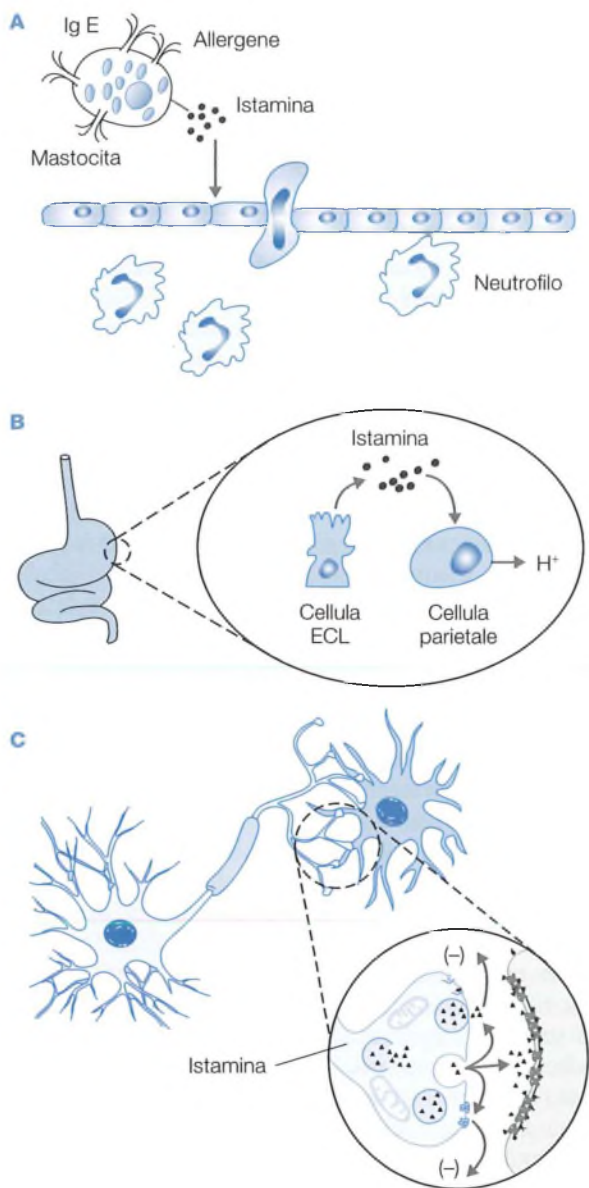 A
Ig E
Allergene
Istamina
Mastocita
Neutrofilo
B
Istamina
H⁺
Cellula
ECL
Cellula
parietale
C
(–)
Istamina
(–)